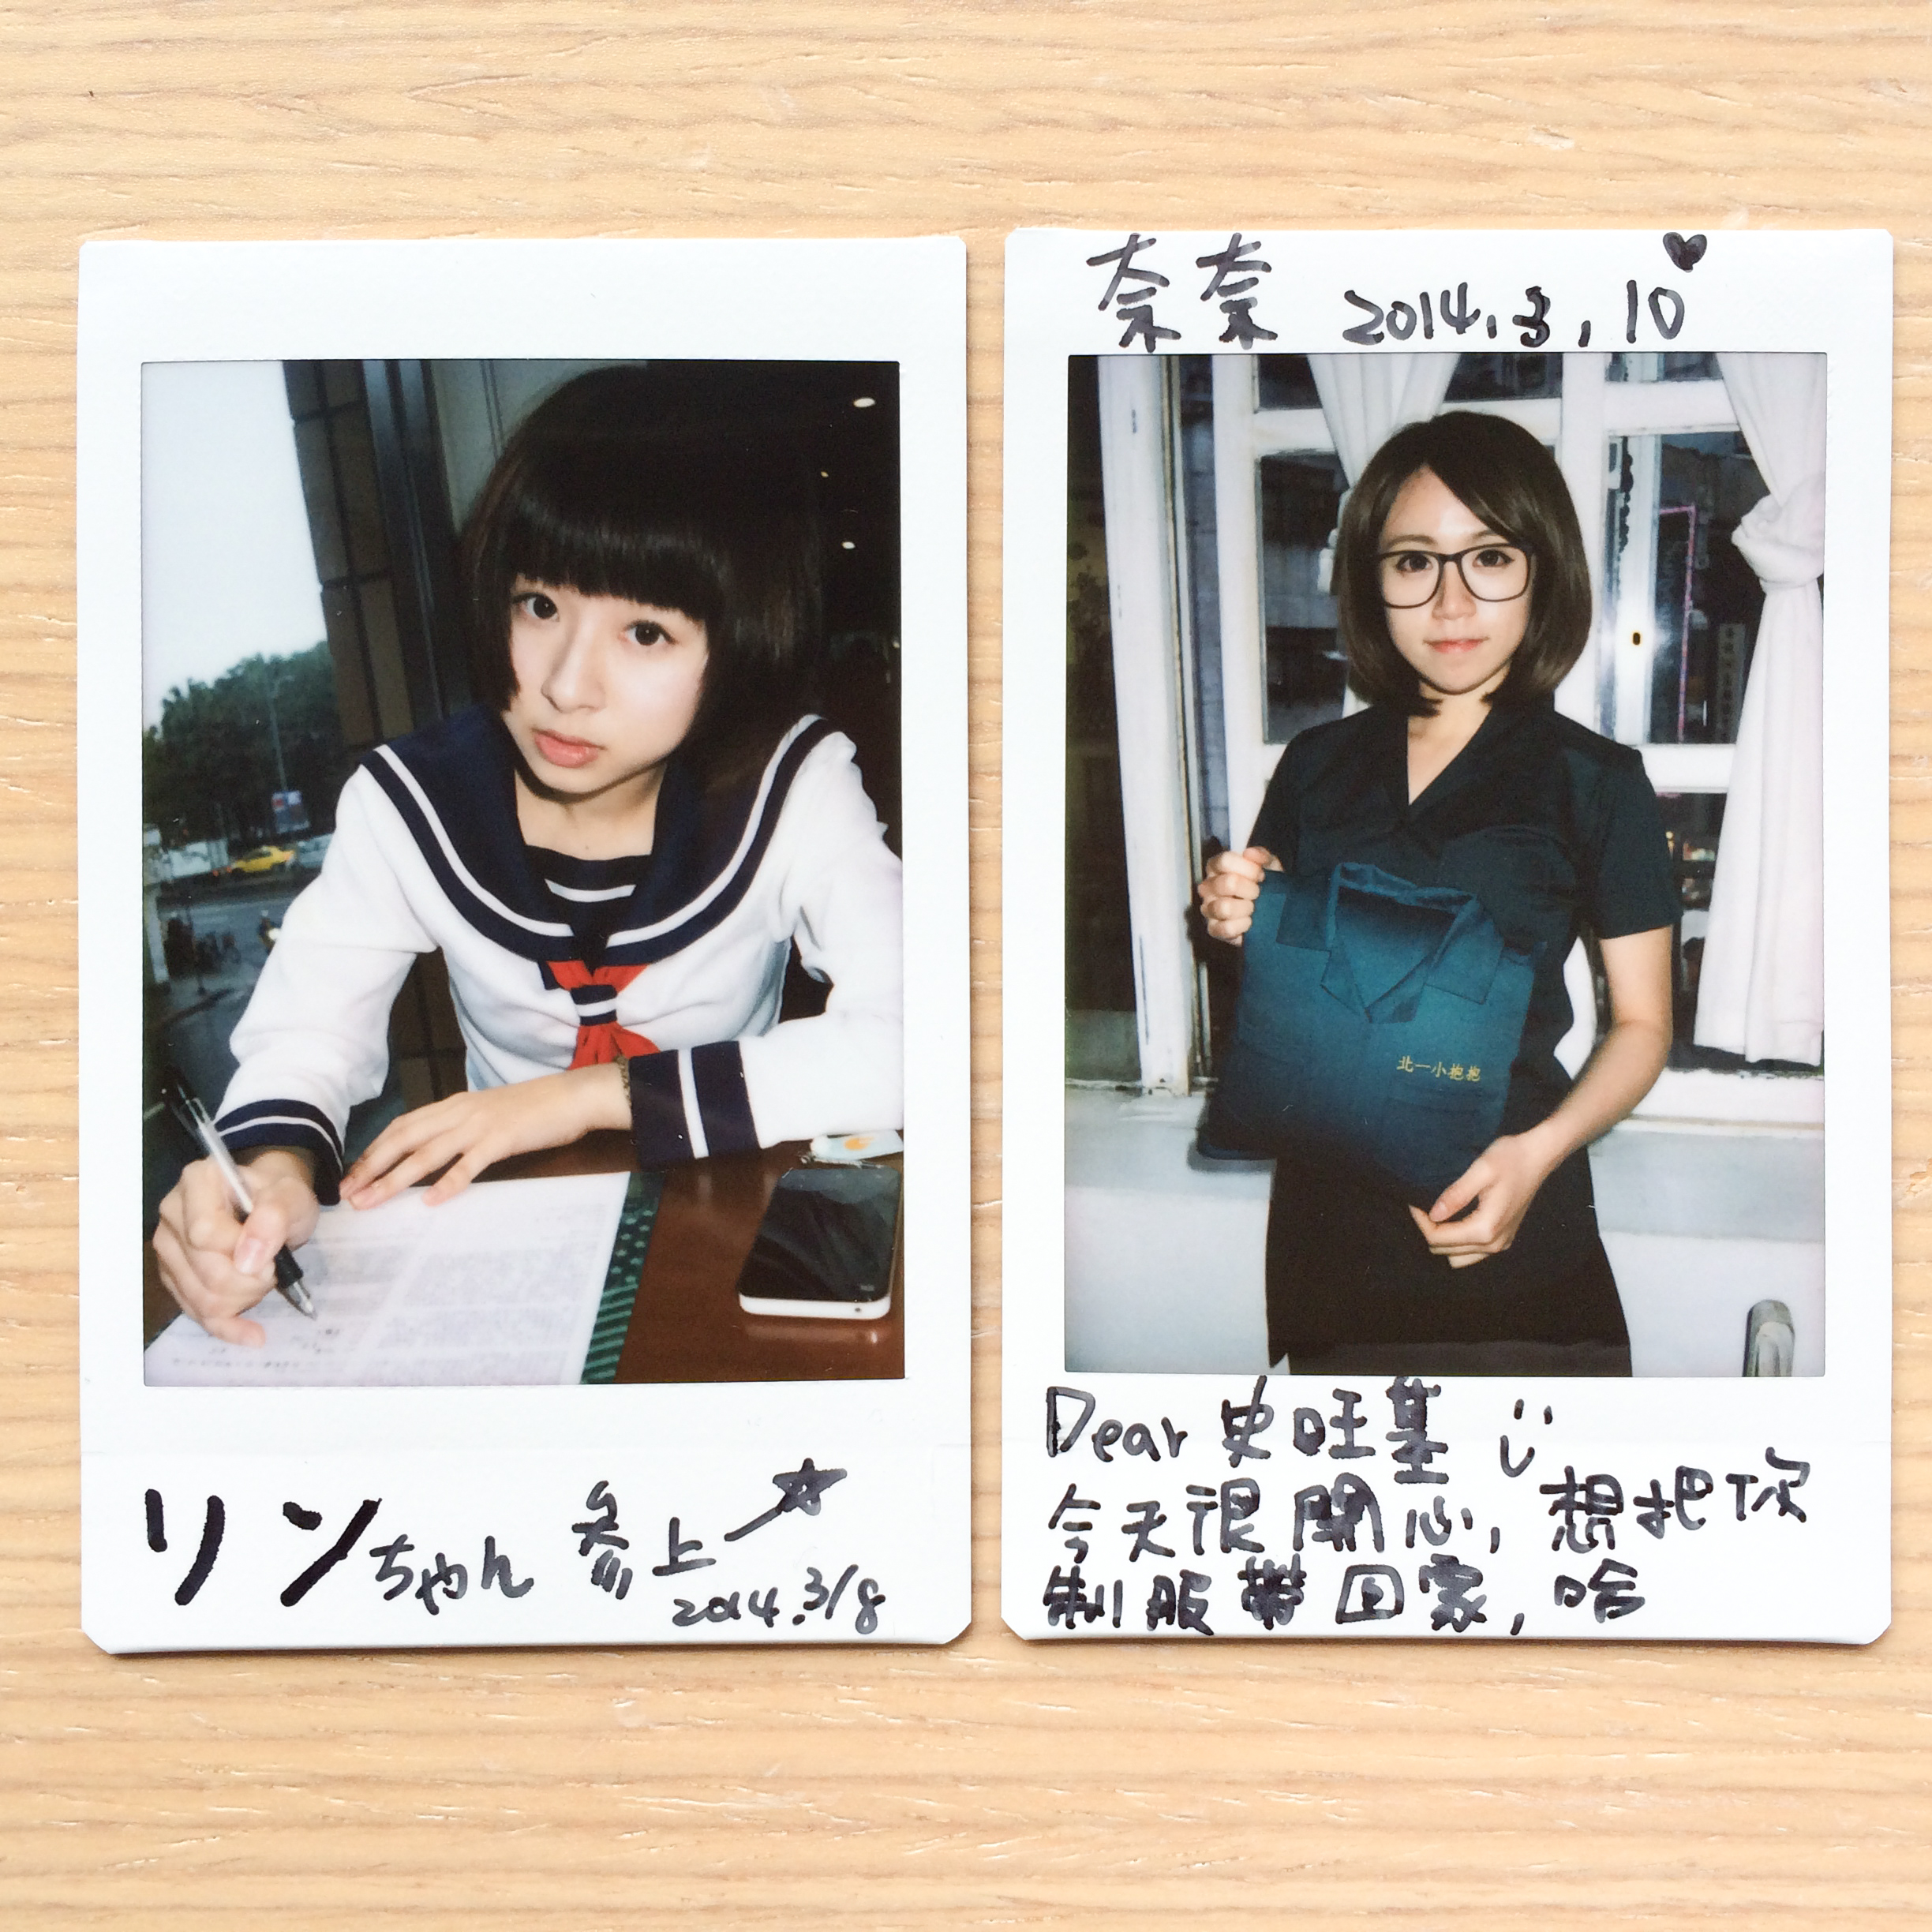 リンちゃん 参上
2014.3/8
奈奈 2014.3.10
北一小抱抱
Dear 史旺基
今天很開心, 想把你
制服帶回家, 哈